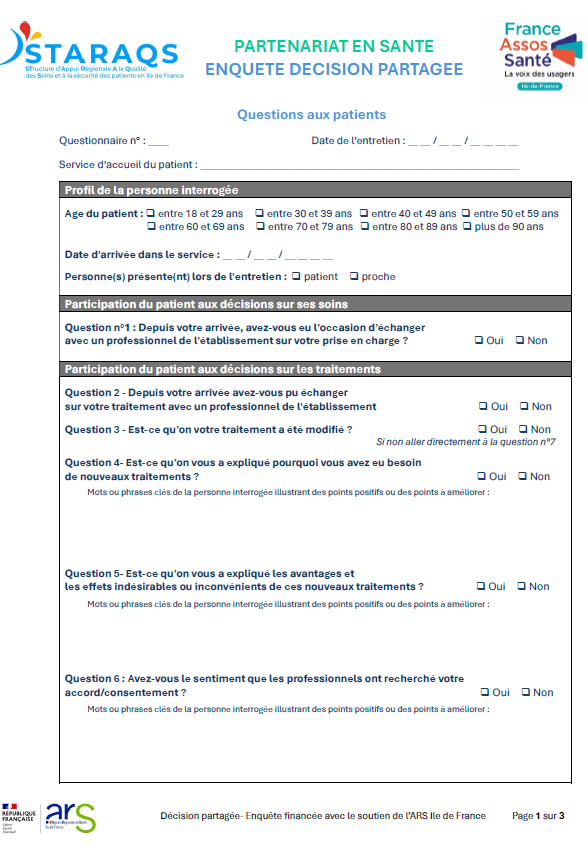 STARAQS
STructure d'Appui Régionale A la Qualité
des Soins et à la sécurité des patients en Ile de France
PARTENARIAT EN SANTE
ENQUETE DECISION PARTAGEE
France
Assos
Santé
La voix des usagers
Ile-de-France
Questions aux patients
Questionnaire n° : ____ Date de l'entretien : __ __ / __ __ / __ __ __ __
Service d'accueil du patient : ____________________________________________
Profil de la personne interrogée
Age du patient : ❑ entre 18 et 29 ans ❑ entre 30 et 39 ans ❑ entre 40 et 49 ans ❑ entre 50 et 59 ans
❑ entre 60 et 69 ans ❑ entre 70 et 79 ans ❑ entre 80 et 89 ans ❑ plus de 90 ans
Date d'arrivée dans le service : __ __ / __ __ / __ __ __ __
Personne(s) présente(nt) lors de l'entretien : ❑ patient ❑ proche
Participation du patient aux décisions sur ses soins
Question n°1 : Depuis votre arrivée, avez-vous eu l'occasion d'échanger
avec un professionnel de l'établissement sur votre prise en charge ? ❑ Oui ❑ Non
Participation du patient aux décisions sur les traitements
Question 2 - Depuis votre arrivée avez-vous pu échanger
sur votre traitement avec un professionnel de l'établissement ❑ Oui ❑ Non
Question 3 - Est-ce qu'on votre traitement a été modifié ? ❑ Oui ❑ Non
Si non aller directement à la question n°7
Question 4- Est-ce qu'on vous a expliqué pourquoi vous avez eu besoin
de nouveaux traitements ? ❑ Oui ❑ Non
Mots ou phrases clés de la personne interrogée illustrant des points positifs ou des points à améliorer :
Question 5- Est-ce qu'on vous a expliqué les avantages et
les effets indésirables ou inconvénients de ces nouveaux traitements ? ❑ Oui ❑ Non
Mots ou phrases clés de la personne interrogée illustrant des points positifs ou des points à améliorer :
Question 6 : Avez-vous le sentiment que les professionnels ont recherché votre
accord/consentement ? ❑ Oui ❑ Non
Mots ou phrases clés de la personne interrogée illustrant des points positifs ou des points à améliorer :
RÉPUBLIQUE
FRANÇAISE
Liberté
Égalité
Fraternité
ars
Décision partagée- Enquête financée avec le soutien de l'ARS Ile de France Page 1 sur 3